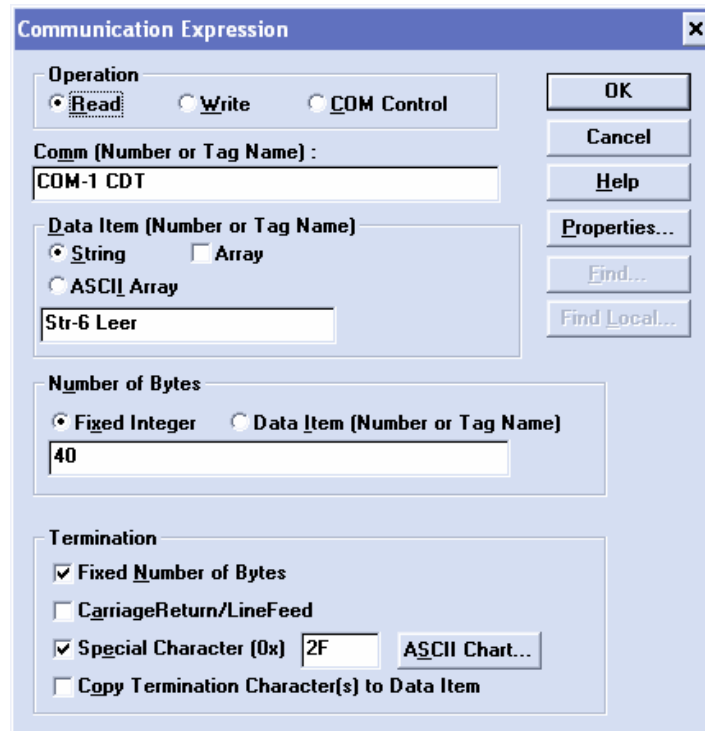 Communication Expression
Operation
Read Write COM Control
OK
Cancel
Comm (Number or Tag Name) :
COM-1 CDT
Help
Data Item (Number or Tag Name)
Properties...
String Array
ASCII Array
Find...
Str-6 Leer
Find Local...
Number of Bytes
Fixed Integer Data Item (Number or Tag Name)
40
Termination
Fixed Number of Bytes
CarriageReturn/LineFeed
Special Character (0x) 2F ASCII Chart...
Copy Termination Character(s) to Data Item